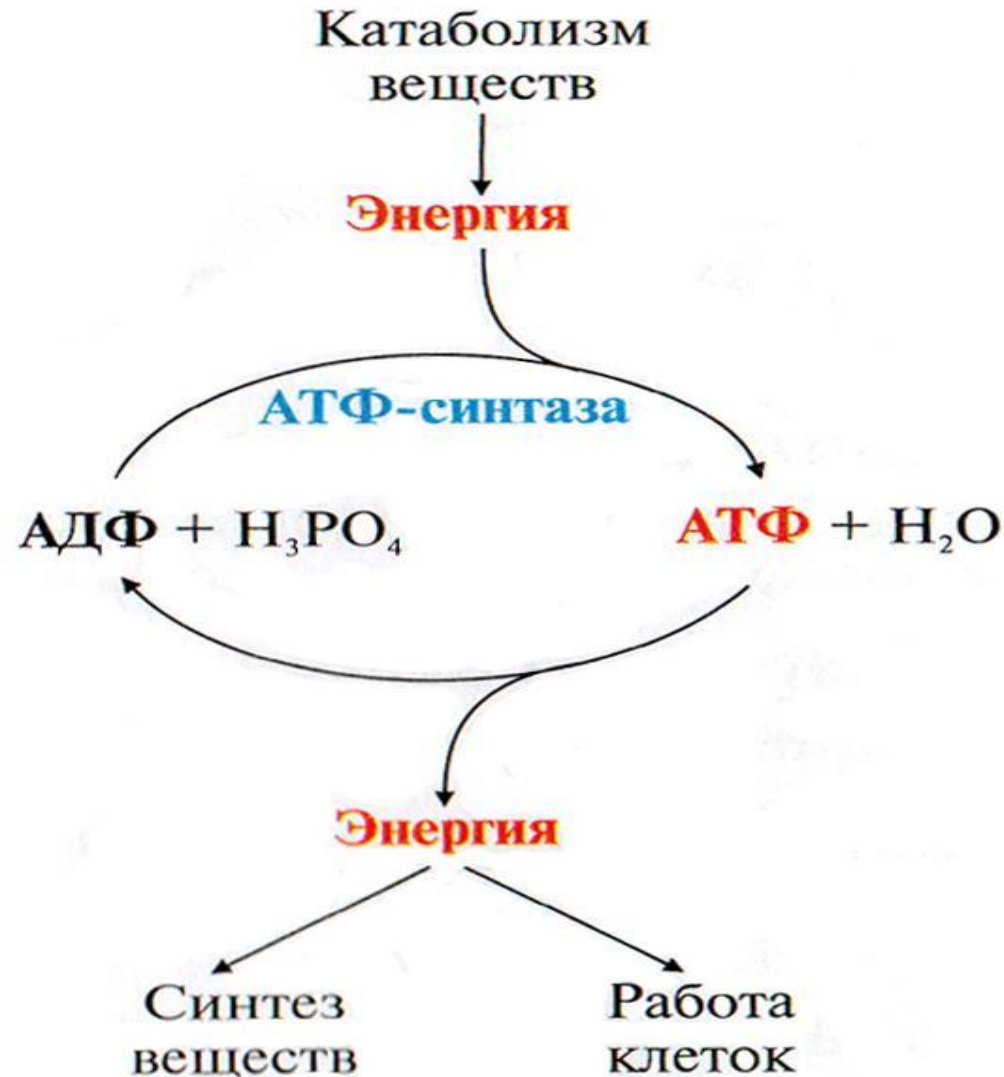 Катаболизм
веществ
Энергия
АТФ-синтаза
АДФ + H₃PO₄
АТФ + H₂O
Энергия
Синтез
веществ
Работа
клеток